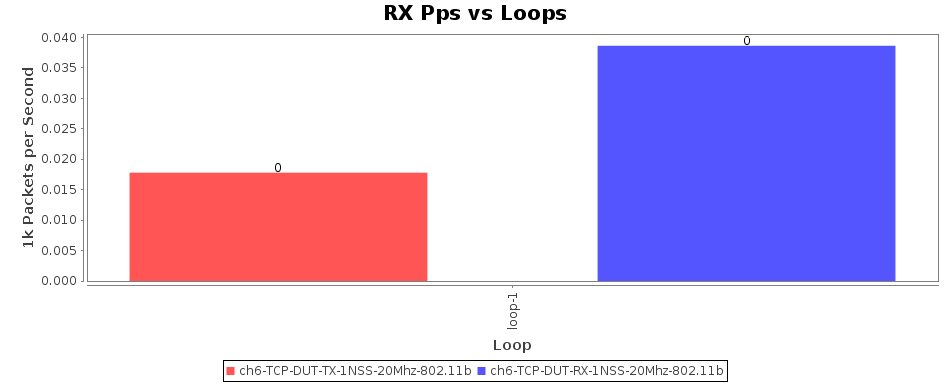 RX Pps vs Loops
1k Packets per Second
0.040
0.035
0.030
0.025
0.020
0.015
0.010
0.005
0.000
0
0
loop-1
Loop
ch6-TCP-DUT-TX-1NSS-20Mhz-802.11b ch6-TCP-DUT-RX-1NSS-20Mhz-802.11b